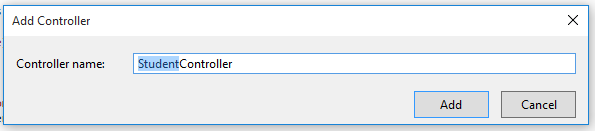 Add Controller
Controller name:
StudentController
Add
Cancel